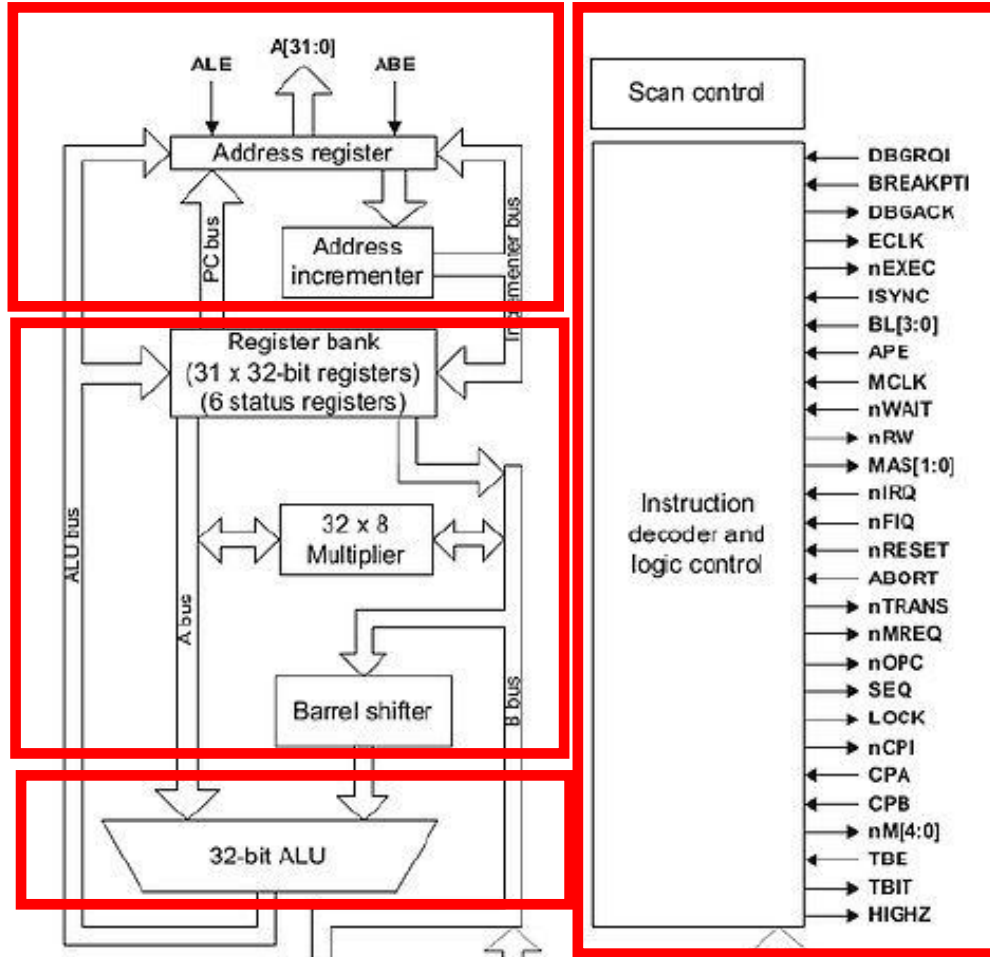 A[31:0]
ALE
ABE
Address register
PC bus
Address
incrementer
Incrementer bus
Register bank
(31 x 32-bit registers)
(6 status registers)
ALU bus
32 x 8
Multiplier
A bus
B bus
Barrel shifter
32-bit ALU
Scan control
Instruction
decoder and
logic control
DBGRQI
BREAKPTI
DBGACK
ECLK
nEXEC
ISYNC
BL[3:0]
APE
MCLK
nWAIT
nRW
MAS[1:0]
nIRQ
nFIQ
nRESET
ABORT
nTRANS
nMREQ
nOPC
SEQ
LOCK
nCPI
CPA
CPB
nM[4:0]
TBE
TBIT
HIGHZ